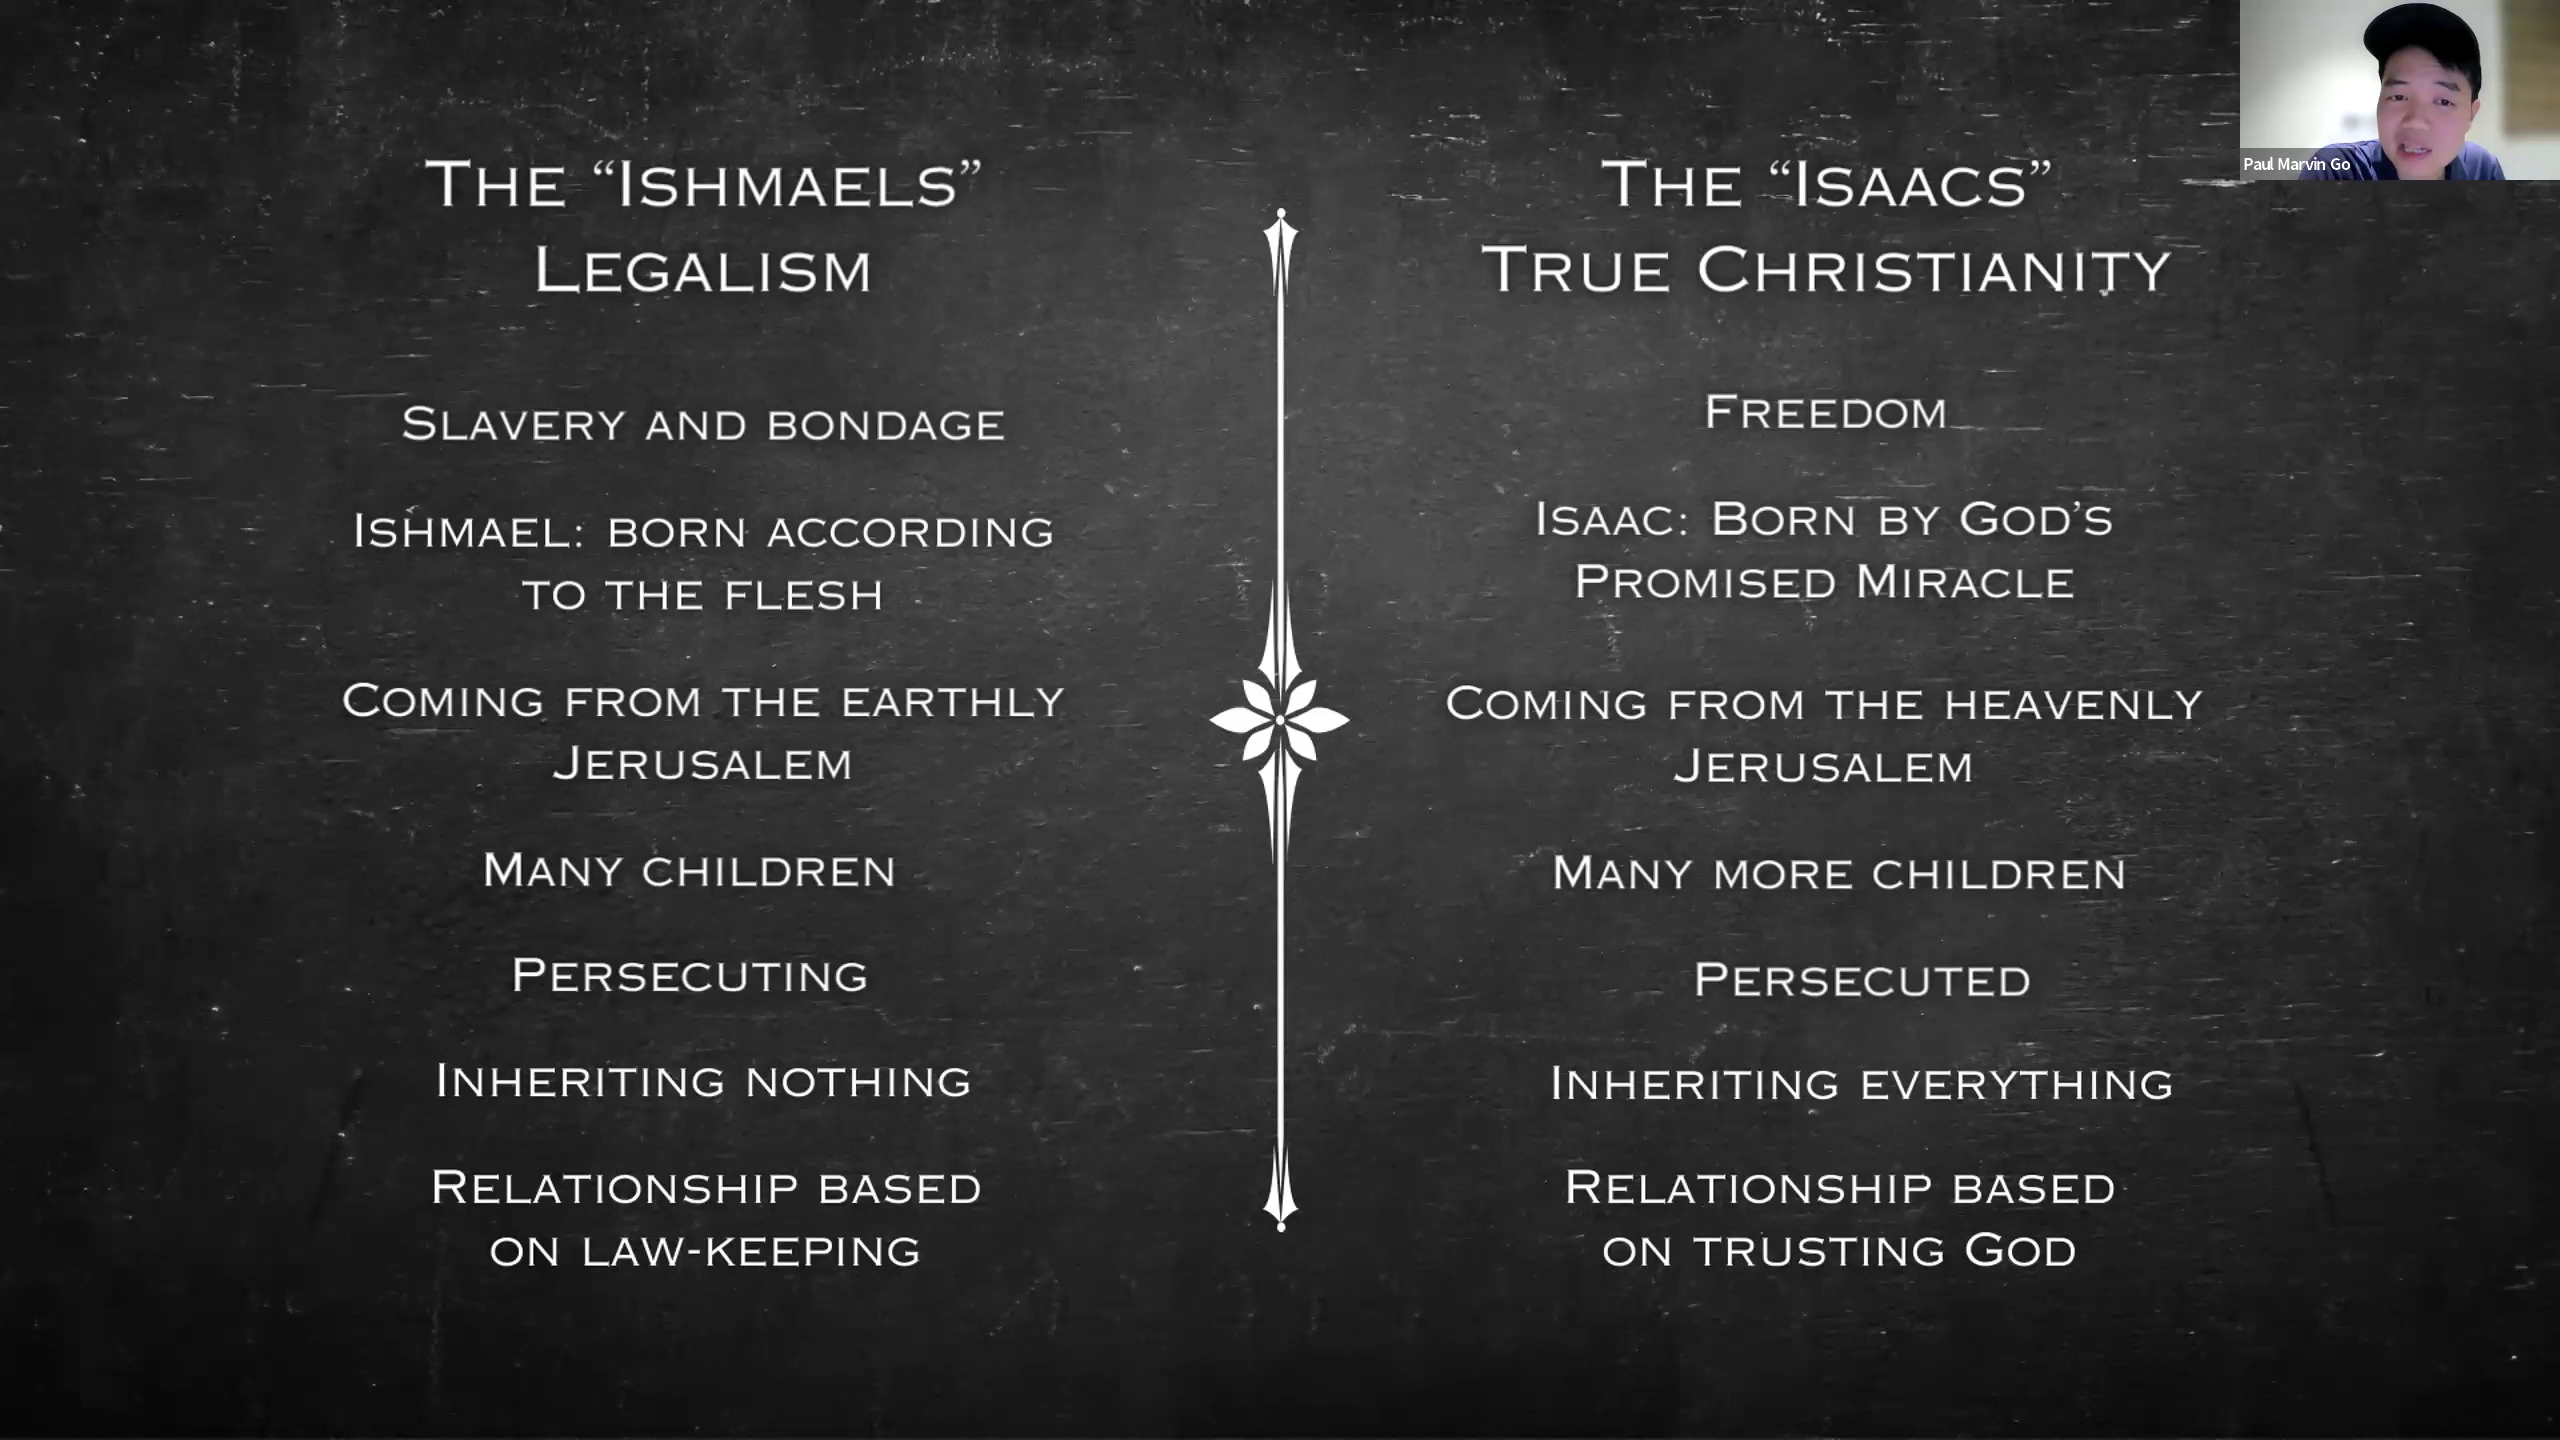 The “Ishmaels”
Legalism
Slavery and bondage
Ishmael: born according
to the flesh
Coming from the earthly
Jerusalem
Many children
Persecuting
Inheriting nothing
Relationship based
on law-keeping
The “Isaacs”
True Christianity
Freedom
Isaac: Born by God’s
Promised Miracle
Coming from the heavenly
Jerusalem
Many more children
Persecuted
Inheriting everything
Relationship based
on trusting God
Paul Marvin Go